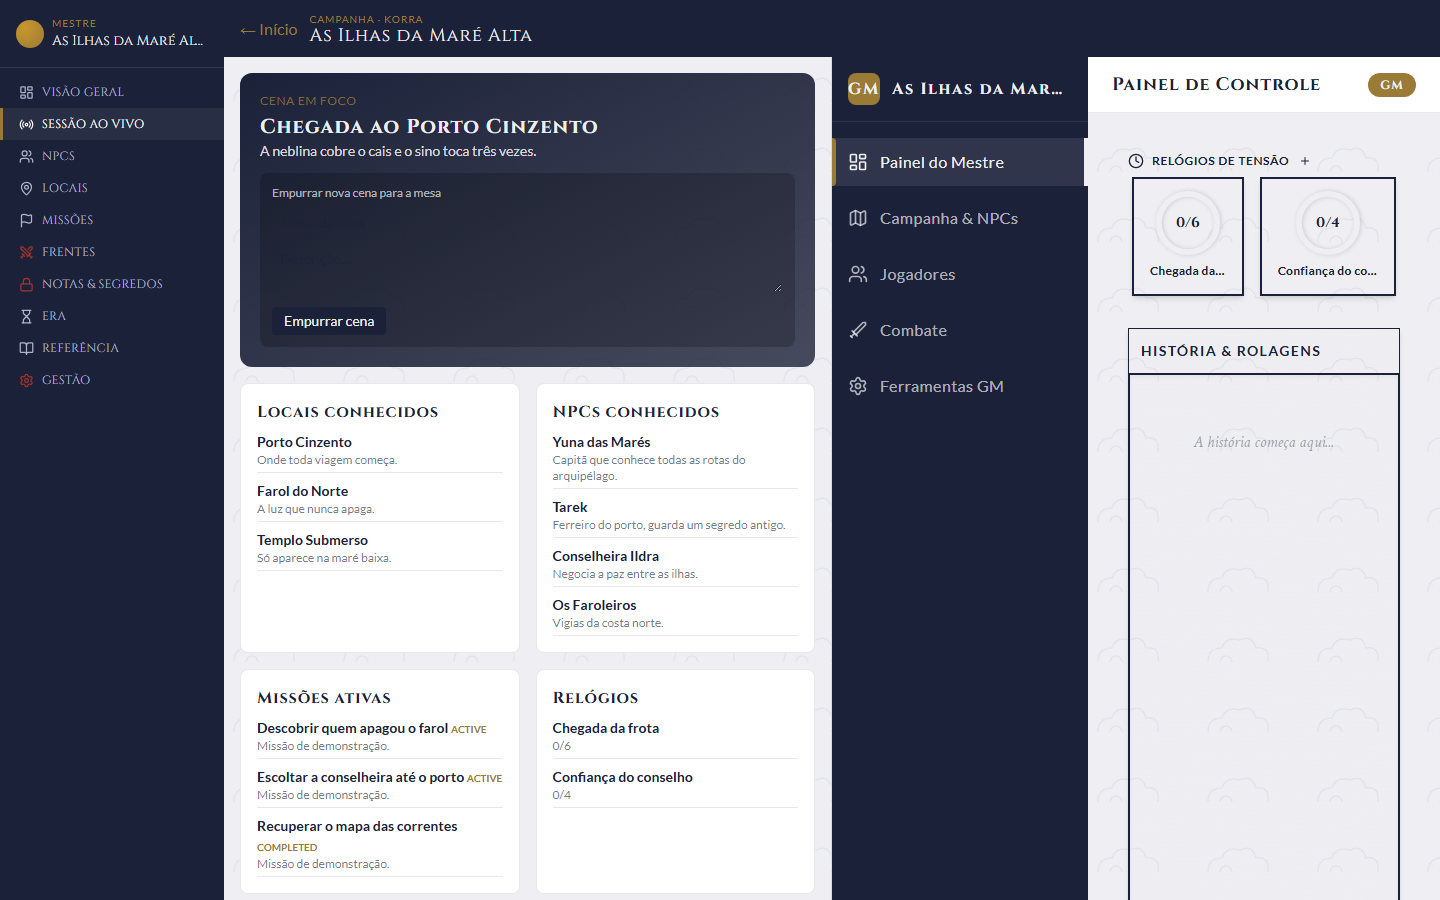 MESTRE
As Ilhas da Maré Al...
VISÃO GERAL
SESSÃO AO VIVO
NPCS
LOCAIS
MISSÕES
FRENTES
NOTAS & SEGREDOS
ERA
REFERÊNCIA
GESTÃO
← Início
CAMPANHA · KORRA
As Ilhas da Maré Alta
CENA EM FOCO
Chegada ao Porto Cinzento
A neblina cobre o cais e o sino toca três vezes.
Empurrar nova cena para a mesa
Empurrar cena
Locais conhecidos
Porto Cinzento
Onde toda viagem começa.
Farol do Norte
A luz que nunca apaga.
Templo Submerso
Só aparece na maré baixa.
NPCs conhecidos
Yuna das Marés
Capitã que conhece todas as rotas do
arquipélago.
Tarek
Ferreiro do porto, guarda um segredo antigo.
Conselheira Ildra
Negocia a paz entre as ilhas.
Os Faroleiros
Vigias da costa norte.
Missões ativas
Descobrir quem apagou o farol ACTIVE
Missão de demonstração.
Escoltar a conselheira até o porto ACTIVE
Missão de demonstração.
Recuperar o mapa das correntes
COMPLETED
Missão de demonstração.
Relógios
Chegada da frota
0/6
Confiança do conselho
0/4
GM
As Ilhas da Mar...
Painel do Mestre
Campanha & NPCs
Jogadores
Combate
Ferramentas GM
Painel de Controle
GM
RELÓGIOS DE TENSÃO +
0/6
Chegada da...
0/4
Confiança do co...
HISTÓRIA & ROLAGENS
A história começa aqui...